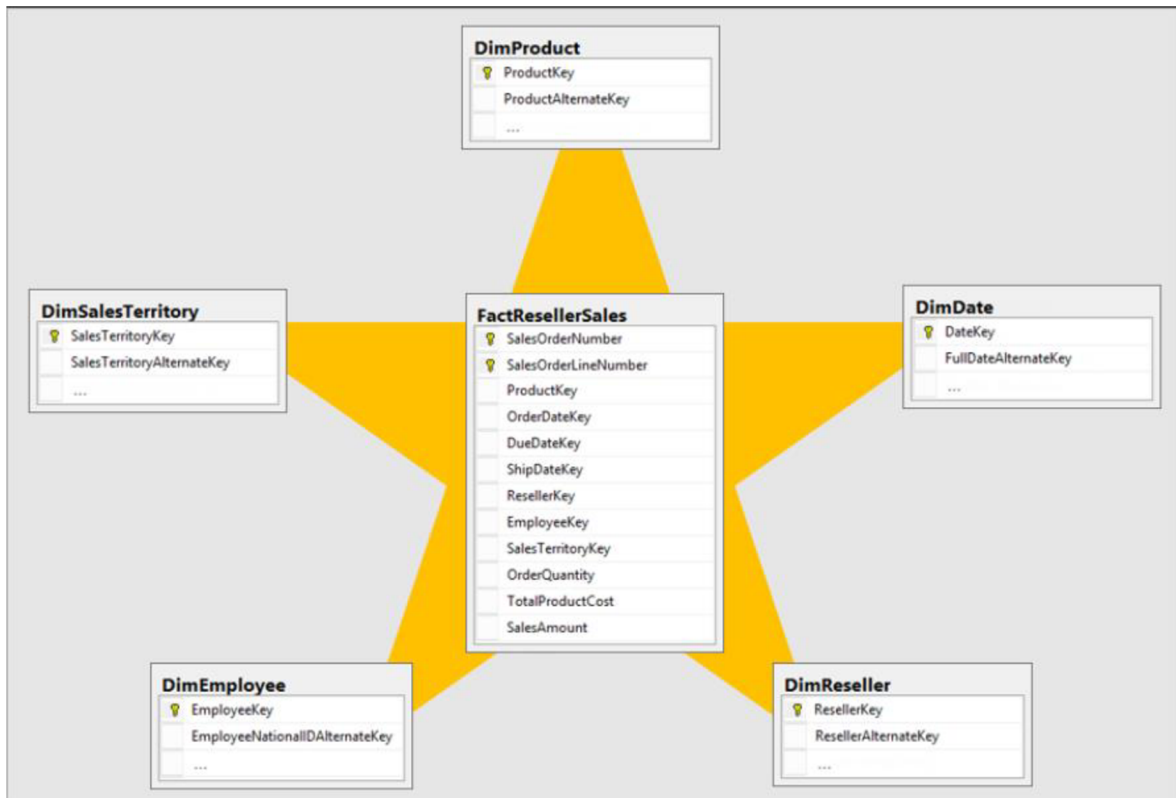 DimProduct
ProductKey
ProductAlternateKey
...
DimSalesTerritory
SalesTerritoryKey
SalesTerritoryAlternateKey
...
FactResellerSales
SalesOrderNumber
SalesOrderLineNumber
ProductKey
OrderDateKey
DueDateKey
ShipDateKey
ResellerKey
EmployeeKey
SalesTerritoryKey
OrderQuantity
TotalProductCost
SalesAmount
DimDate
DateKey
FullDateAlternateKey
...
DimEmployee
EmployeeKey
EmployeeNationalIDAlternateKey
...
DimReseller
ResellerKey
ResellerAlternateKey
...